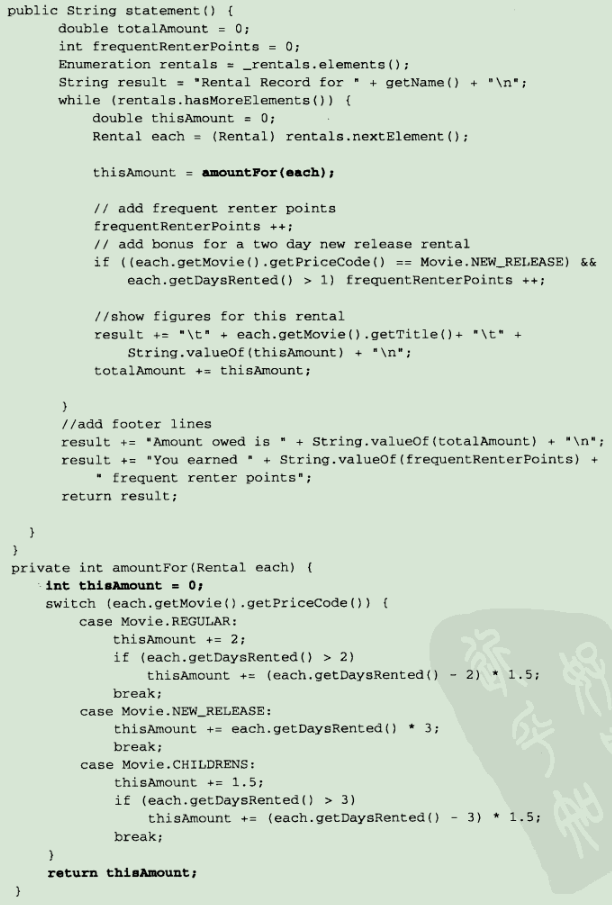 public String statement() {
double totalAmount = 0;
int frequentRenterPoints = 0;
Enumeration rentals = _rentals.elements();
String result = "Rental Record for " + getName() + "\n";
while (rentals.hasMoreElements()) {
double thisAmount = 0;
Rental each = (Rental) rentals.nextElement();
thisAmount = amountFor(each);
// add frequent renter points
frequentRenterPoints ++;
// add bonus for a two day new release rental
if ((each.getMovie().getPriceCode() == Movie.NEW_RELEASE) &&
each.getDaysRented() > 1) frequentRenterPoints ++;
//show figures for this rental
result += "\t" + each.getMovie().getTitle()+ "\t" +
String.valueOf(thisAmount) + "\n";
totalAmount += thisAmount;
}
//add footer lines
result += "Amount owed is " + String.valueOf(totalAmount) + "\n";
result += "You earned " + String.valueOf(frequentRenterPoints) +
" frequent renter points";
return result;
}
}
private int amountFor(Rental each) {
int thisAmount = 0;
switch (each.getMovie().getPriceCode()) {
case Movie.REGULAR:
thisAmount += 2;
if (each.getDaysRented() > 2)
thisAmount += (each.getDaysRented() - 2) * 1.5;
break;
case Movie.NEW_RELEASE:
thisAmount += each.getDaysRented() * 3;
break;
case Movie.CHILDRENS:
thisAmount += 1.5;
if (each.getDaysRented() > 3)
thisAmount += (each.getDaysRented() - 3) * 1.5;
break;
}
return thisAmount;
}